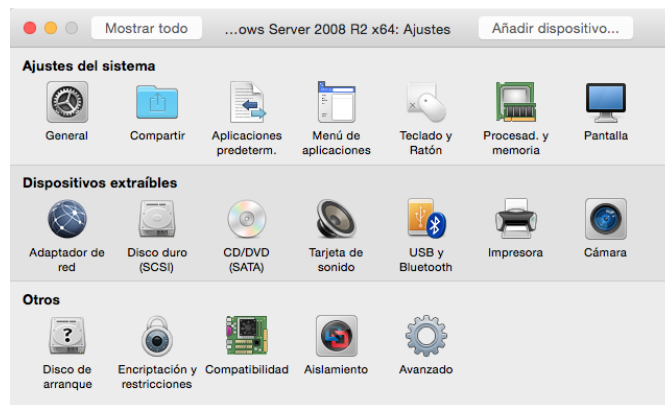 Mostrar todo ...ows Server 2008 R2 x64: Ajustes Añadir dispositivo...
Ajustes del sistema
General Compartir Aplicaciones predeterm. Menú de aplicaciones Teclado y Ratón Procesad. y memoria Pantalla
Dispositivos extraíbles
Adaptador de red Disco duro (SCSI) CD/DVD (SATA) Tarjeta de sonido USB y Bluetooth Impresora Cámara
Otros
Disco de arranque Encriptación y restricciones Compatibilidad Aislamiento Avanzado